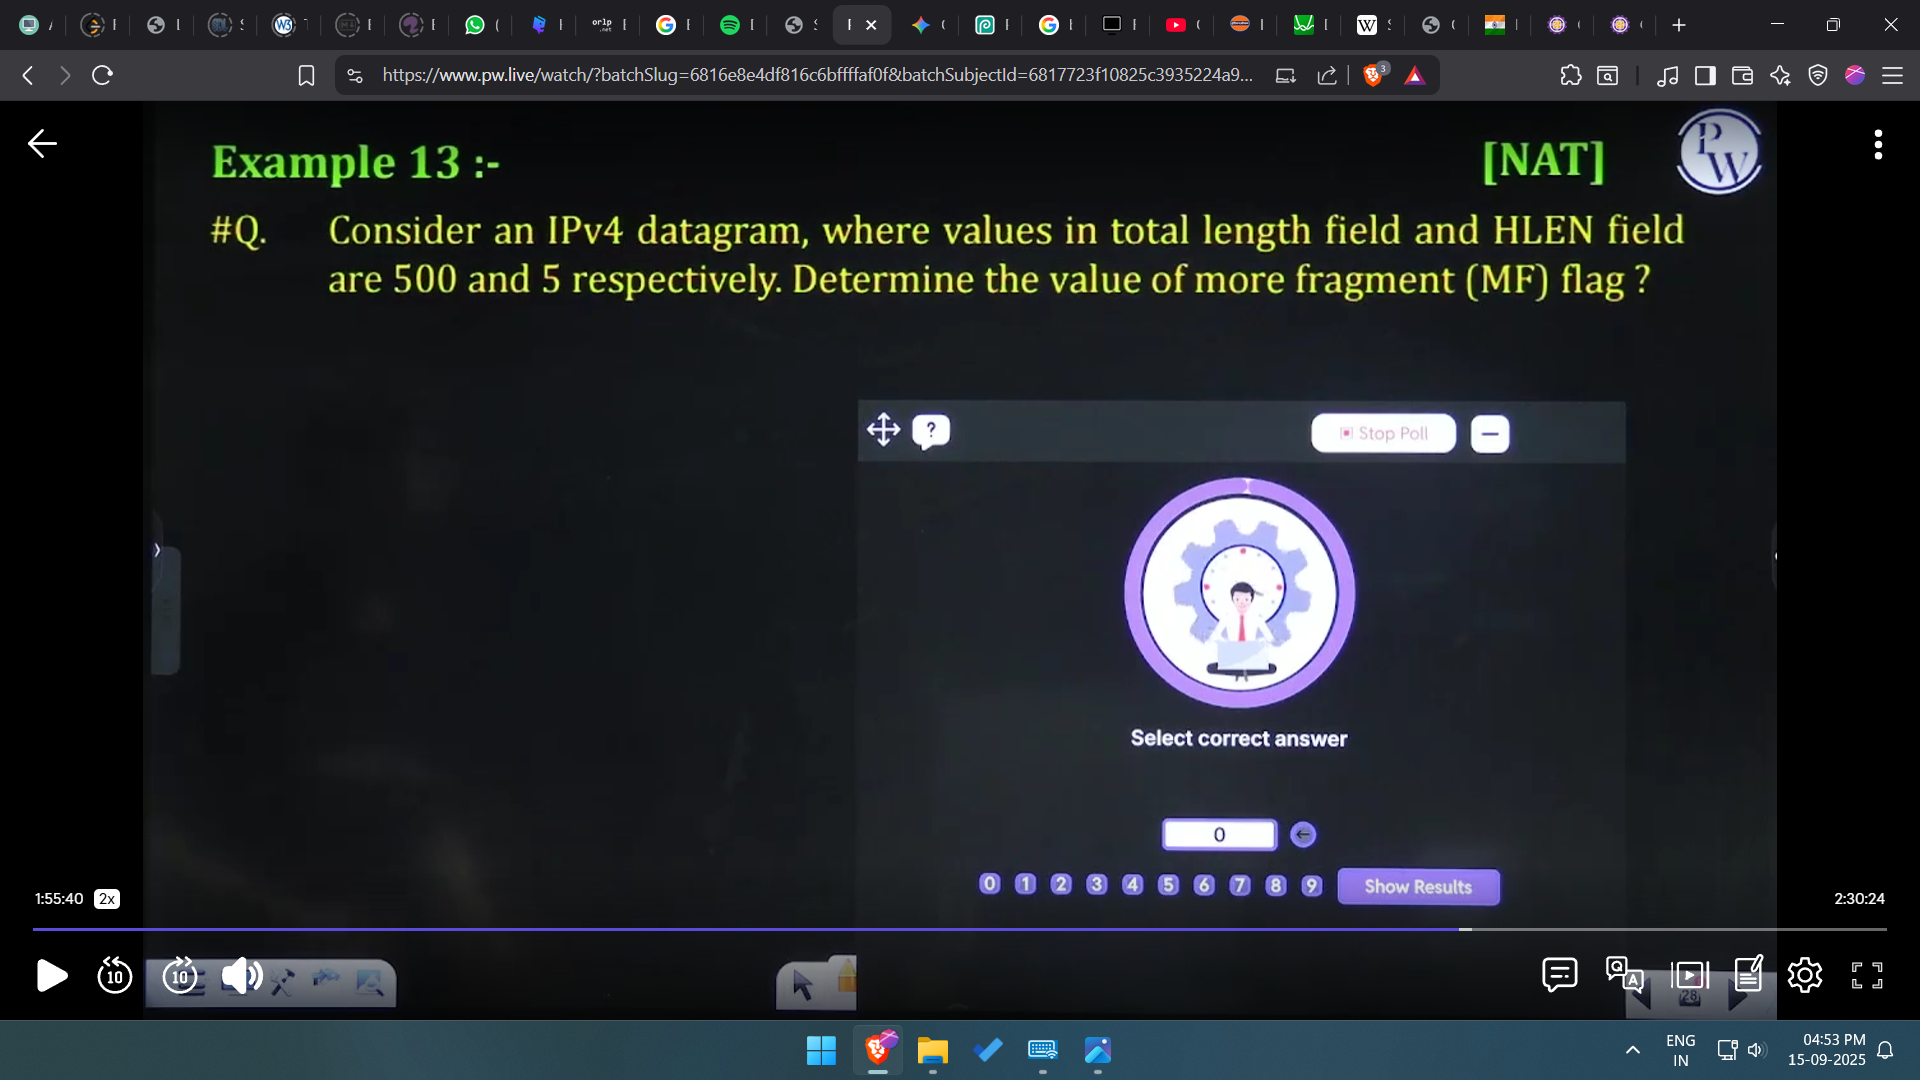 https://www.pw.live/watch/?batchSlug=6816e8e4df816c6bffffaf0f&batchSubjectId=6817723f10825c3935224a9...
3
Example 13 :-
[NAT]
PW
#Q. Consider an IPv4 datagram, where values in total length field and HLEN field
are 500 and 5 respectively. Determine the value of more fragment (MF) flag ?
?
Stop Poll
Select correct answer
0
0 1 2 3 4 5 6 7 8 9
Show Results
1:55:40 2x
2:30:24
10 10
28
ENG
IN
04:53 PM
15-09-2025